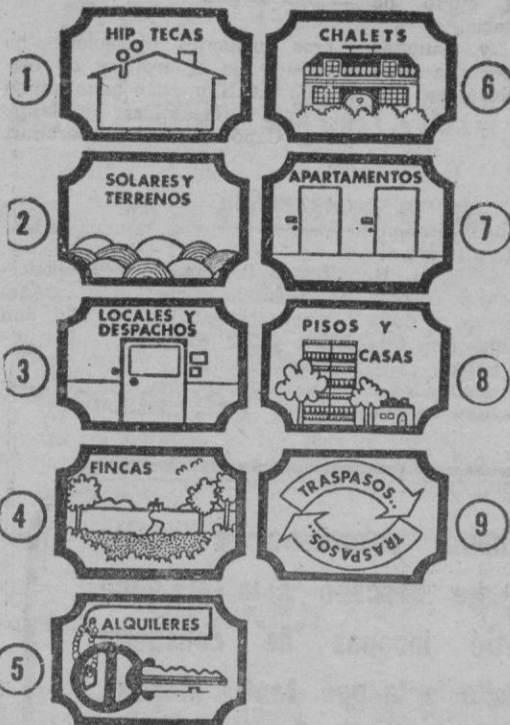 1
HIP TECAS
2
SOLARES Y
TERRENOS
3
LOCALES Y
DESPACHOS
4
FINCAS
5
ALQUILERES
CHALETS
6
APARTAMENTOS
7
PISOS Y
CASAS
8
TRASPASOS..
TRASPASOS..
9